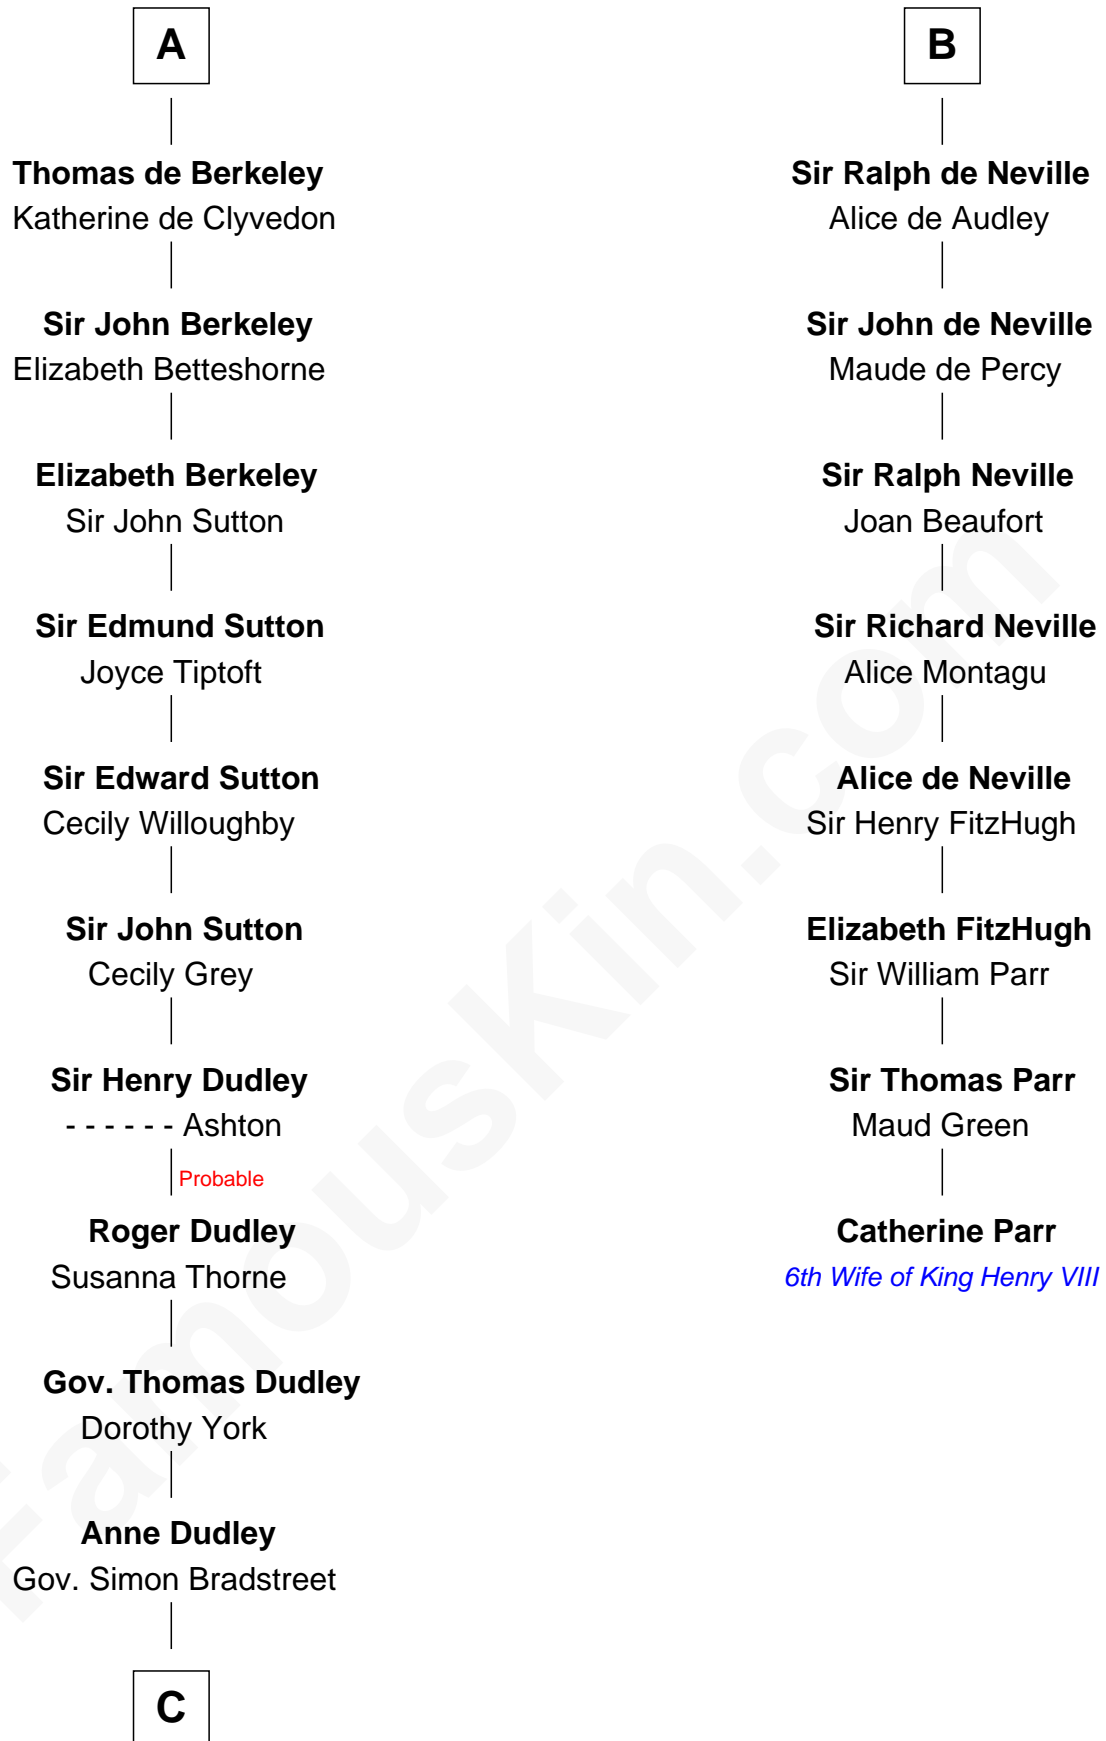 A
Thomas de Berkeley
Katherine de Clyvedon
Sir John Berkeley
Elizabeth Betteshorne
Elizabeth Berkeley
Sir John Sutton
Sir Edmund Sutton
Joyce Tiptoft
Sir Edward Sutton
Cecily Willoughby
Sir John Sutton
Cecily Grey
Sir Henry Dudley
- - - - - - Ashton
Probable
Roger Dudley
Susanna Thorne
Gov. Thomas Dudley
Dorothy York
Anne Dudley
Gov. Simon Bradstreet
C
B
Sir Ralph de Neville
Alice de Audley
Sir John de Neville
Maude de Percy
Sir Ralph Neville
Joan Beaufort
Sir Richard Neville
Alice Montagu
Alice de Neville
Sir Henry FitzHugh
Elizabeth FitzHugh
Sir William Parr
Sir Thomas Parr
Maud Green
Catherine Parr
6th Wife of King Henry VIII
FamousKin.com